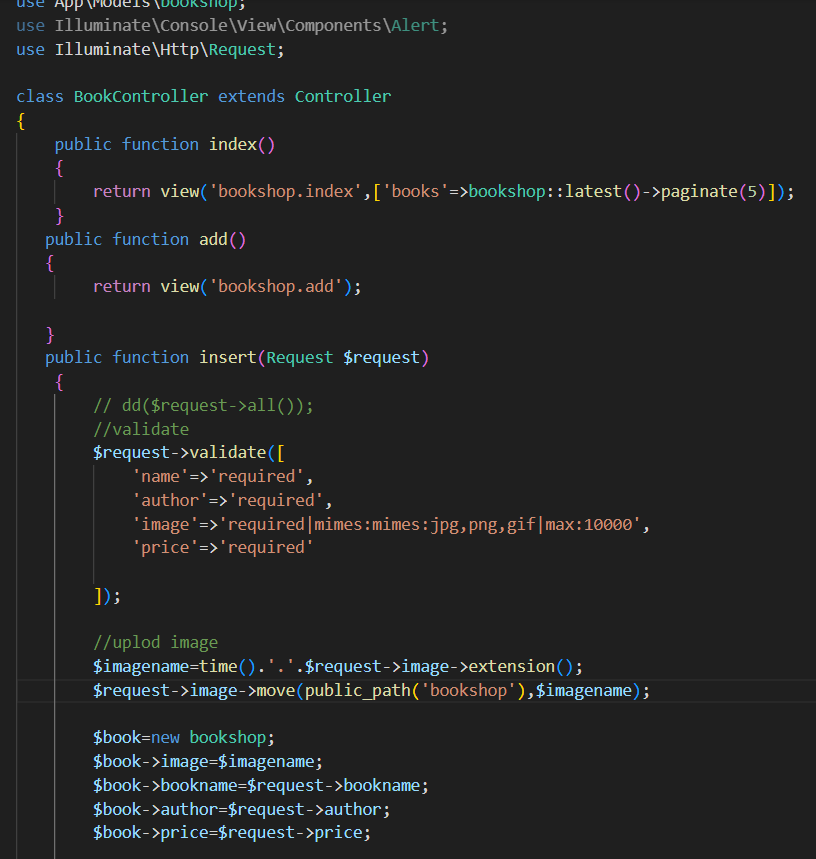 use App\Models\bookshop;
use Illuminate\Console\View\Components\Alert;
use Illuminate\Http\Request;

class BookController extends Controller
{
    public function index()
    {
        return view('bookshop.index',['books'=>bookshop::latest()->paginate(5)]);
    }
   public function add()
   {
        return view('bookshop.add');

   }
   public function insert(Request $request)
    {
        // dd($request->all());
        //validate
        $request->validate([
            'name'=>'required',
            'author'=>'required',
            'image'=>'required|mimes:mimes:jpg,png,gif|max:10000',
            'price'=>'required'

        ]);

        //uplod image
        $imagename=time().'.'.$request->image->extension();
        $request->image->move(public_path('bookshop'),$imagename);

        $book=new bookshop;
        $book->image=$imagename;
        $book->bookname=$request->bookname;
        $book->author=$request->author;
        $book->price=$request->price;